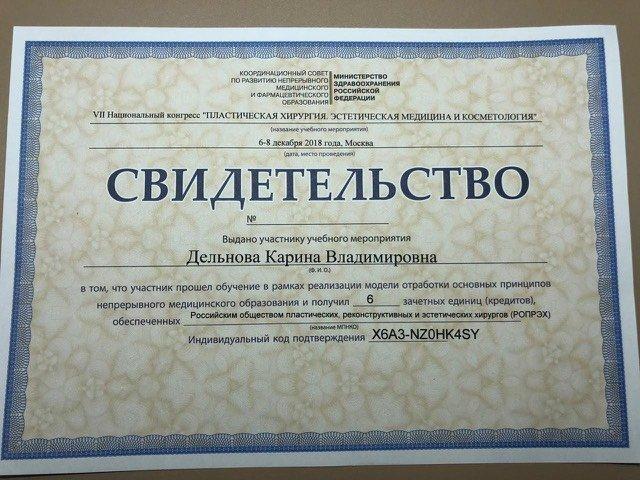 КООРДИНАЦИОННЫЙ СОВЕТ
ПО РАЗВИТИЮ НЕПРЕРЫВНОГО
МЕДИЦИНСКОГО
И ФАРМАЦЕВТИЧЕСКОГО
ОБРАЗОВАНИЯ
МИНИСТЕРСТВО
ЗДРАВООХРАНЕНИЯ
РОССИЙСКОЙ
ФЕДЕРАЦИИ
VII Национальный конгресс "ПЛАСТИЧЕСКАЯ ХИРУРГИЯ. ЭСТЕТИЧЕСКАЯ МЕДИЦИНА И КОСМЕТОЛОГИЯ"
(название учебного мероприятия)
6-8 декабря 2018 года, Москва
(дата, место проведения)
СВИДЕТЕЛЬСТВО
№
Выдано участнику учебного мероприятия
Дельнова Карина Владимировна
(Ф. И. О.)
в том, что участник прошел обучение в рамках реализации модели отработки основных принципов
непрерывного медицинского образования и получил 6 зачетных единиц (кредитов),
обеспеченных Российским обществом пластических, реконструктивных и эстетических хирургов (РОПРЭХ)
(название МПНКО)
Индивидуальный код подтверждения X6A3-NZ0HK4SY